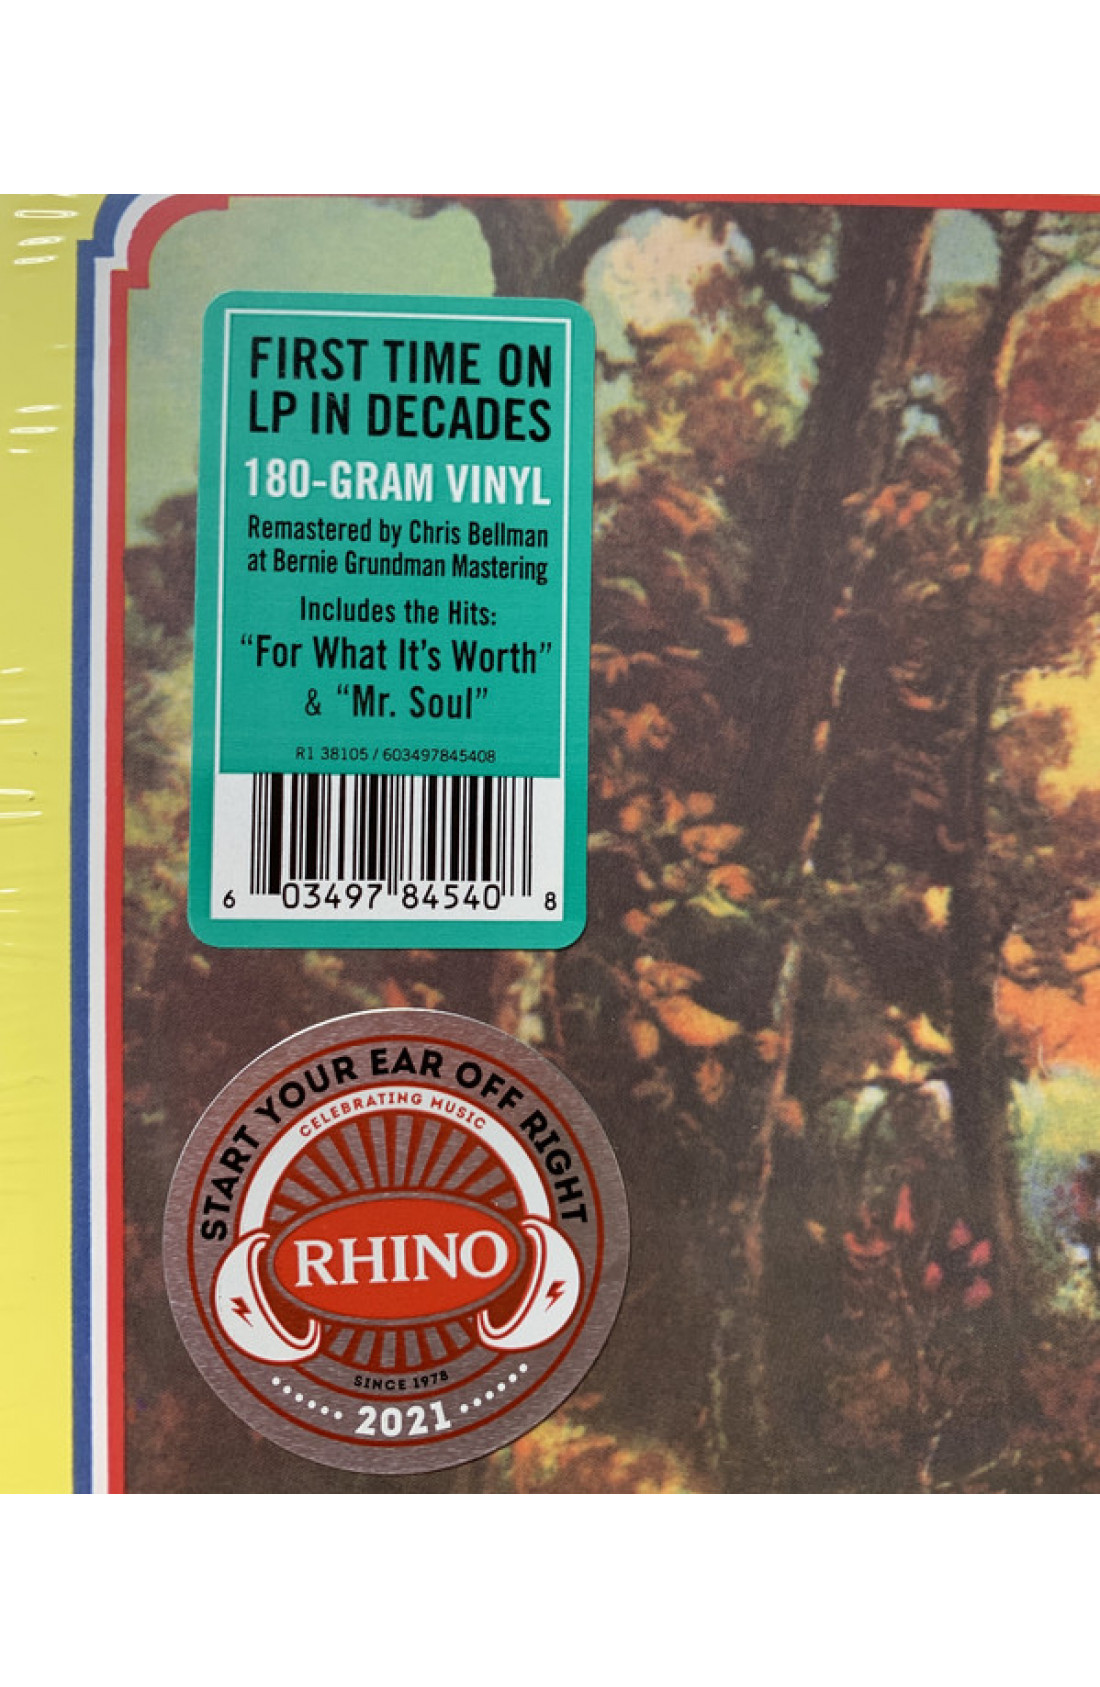 FIRST TIME ON
LP IN DECADES
180-GRAM VINYL
Remastered by Chris Bellman
at Bernie Grundman Mastering
Includes the Hits:
“For What It’s Worth”
& “Mr. Soul”
R1 38105 / 603497845408
6 03497 84540 8
START YOUR EAR OFF RIGHT
CELEBRATING MUSIC
RHINO
SINCE 1978
2021